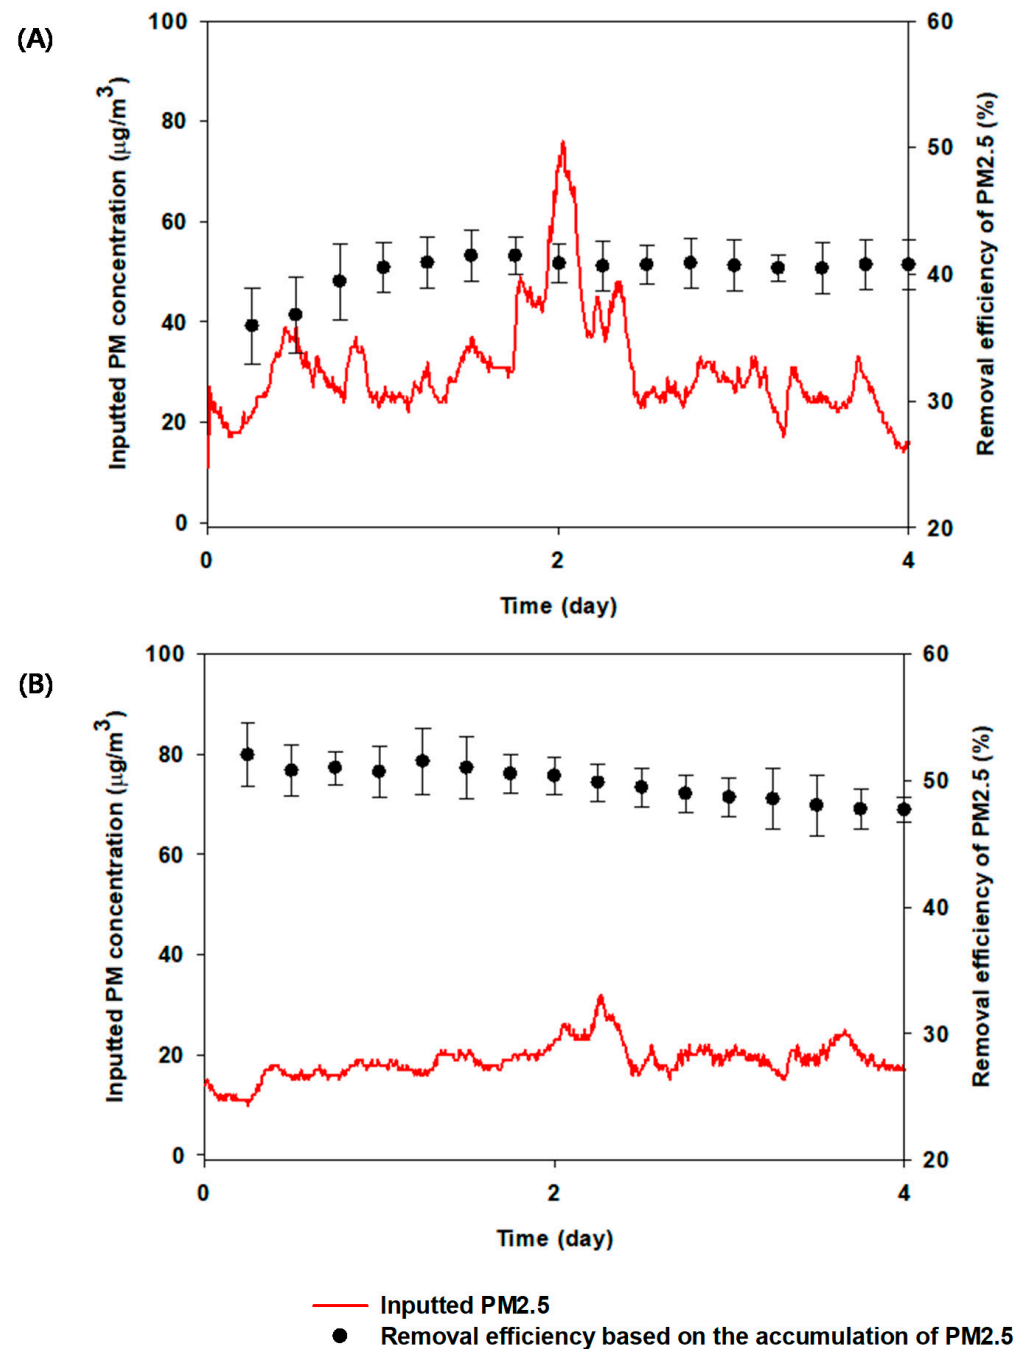 (A)
100
80
60
40
20
0
Inputted PM concentration (μg/m3)
60
50
40
30
20
Removal efficiency of PM2.5 (%)
0 2 4
Time (day)
(B)
100
80
60
40
20
0
Inputted PM concentration (μg/m3)
60
50
40
30
20
Removal efficiency of PM2.5 (%)
0 2 4
Time (day)
Inputted PM2.5
Removal efficiency based on the accumulation of PM2.5